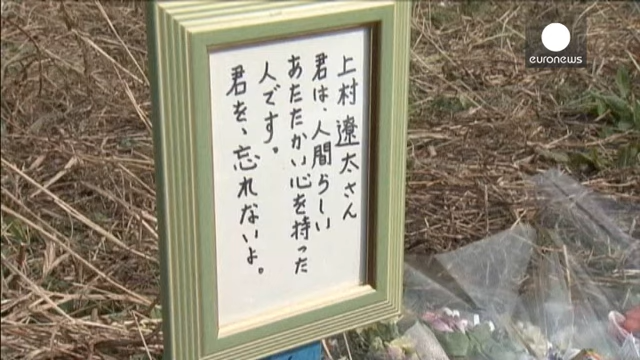 上村遼太さん
君は、人間らしい
あたたかい心を持った
人です。
君を、忘れないよ。
euronews